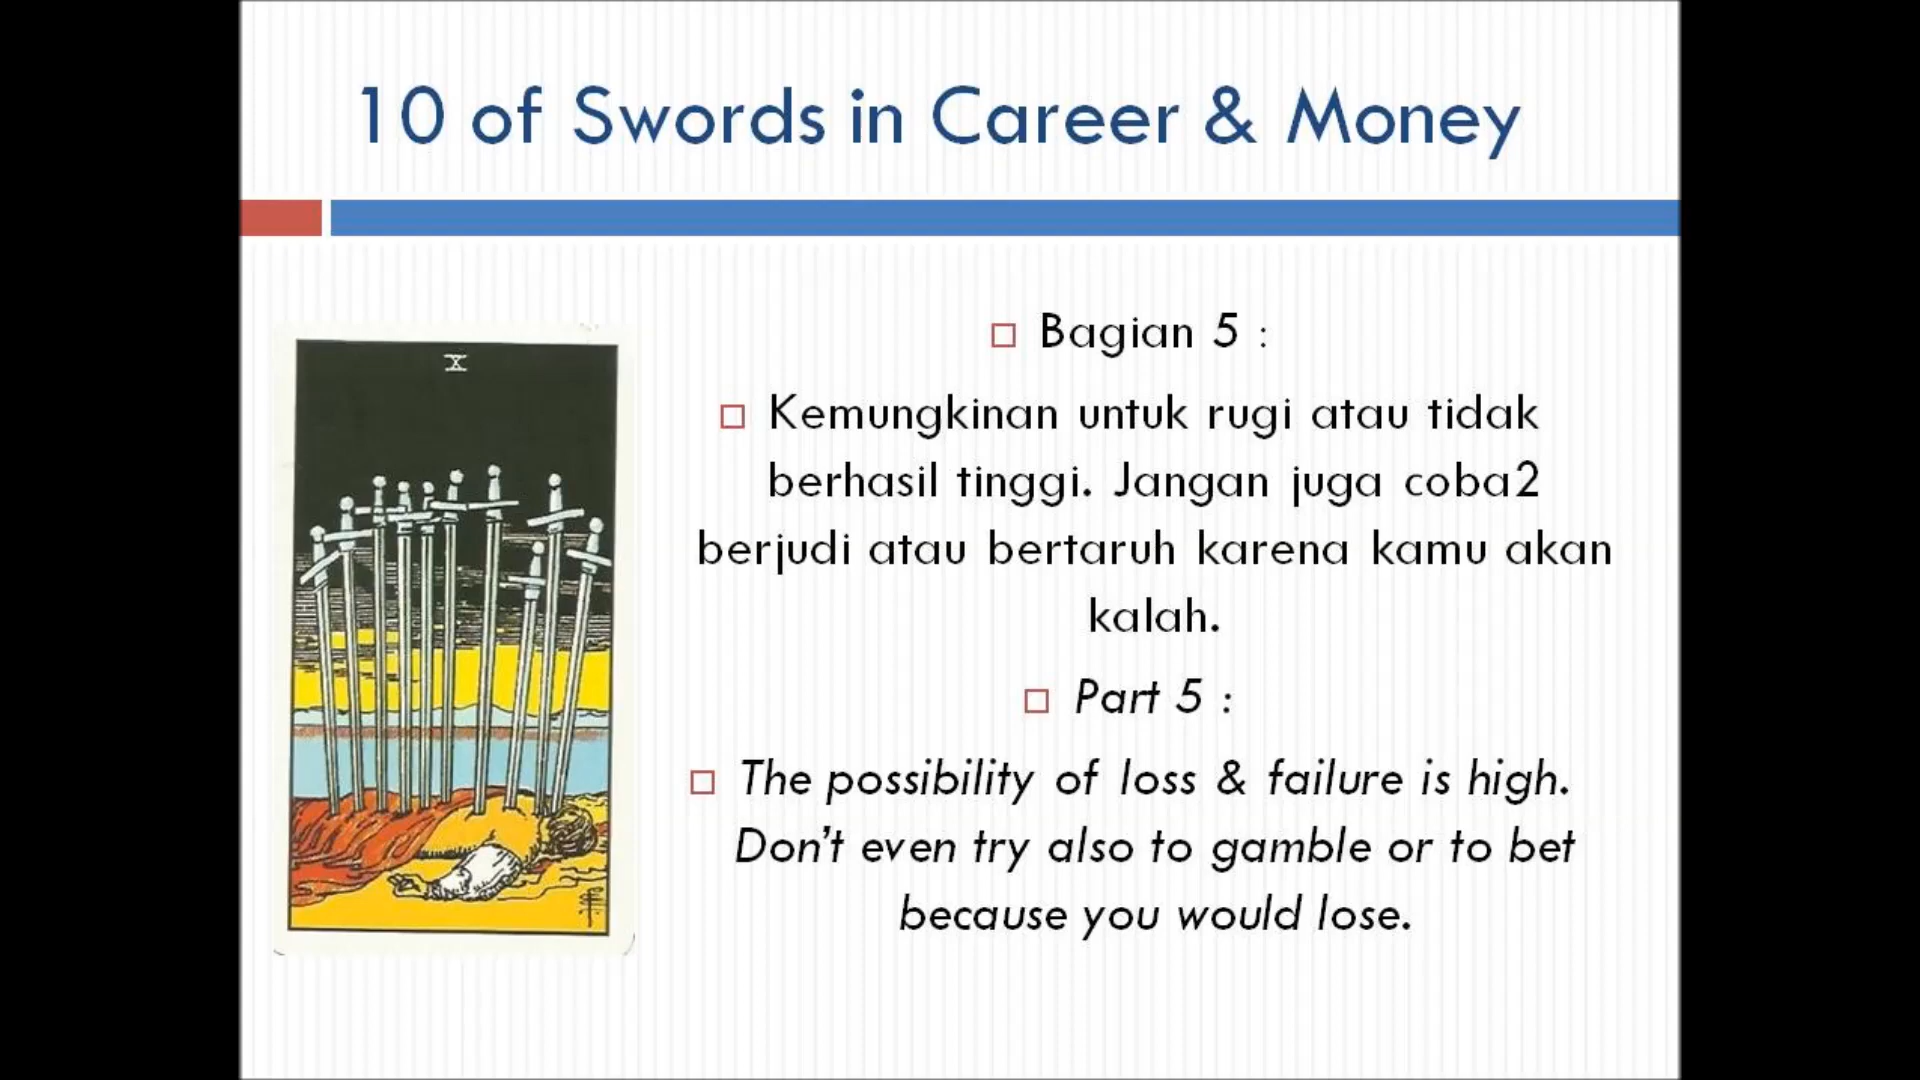 10 of Swords in Career & Money
X
Bagian 5 :
Kemungkinan untuk rugi atau tidak
berhasil tinggi. Jangan juga coba2
berjudi atau bertaruh karena kamu akan
kalah.
Part 5 :
The possibility of loss & failure is high.
Don't even try also to gamble or to bet
because you would lose.